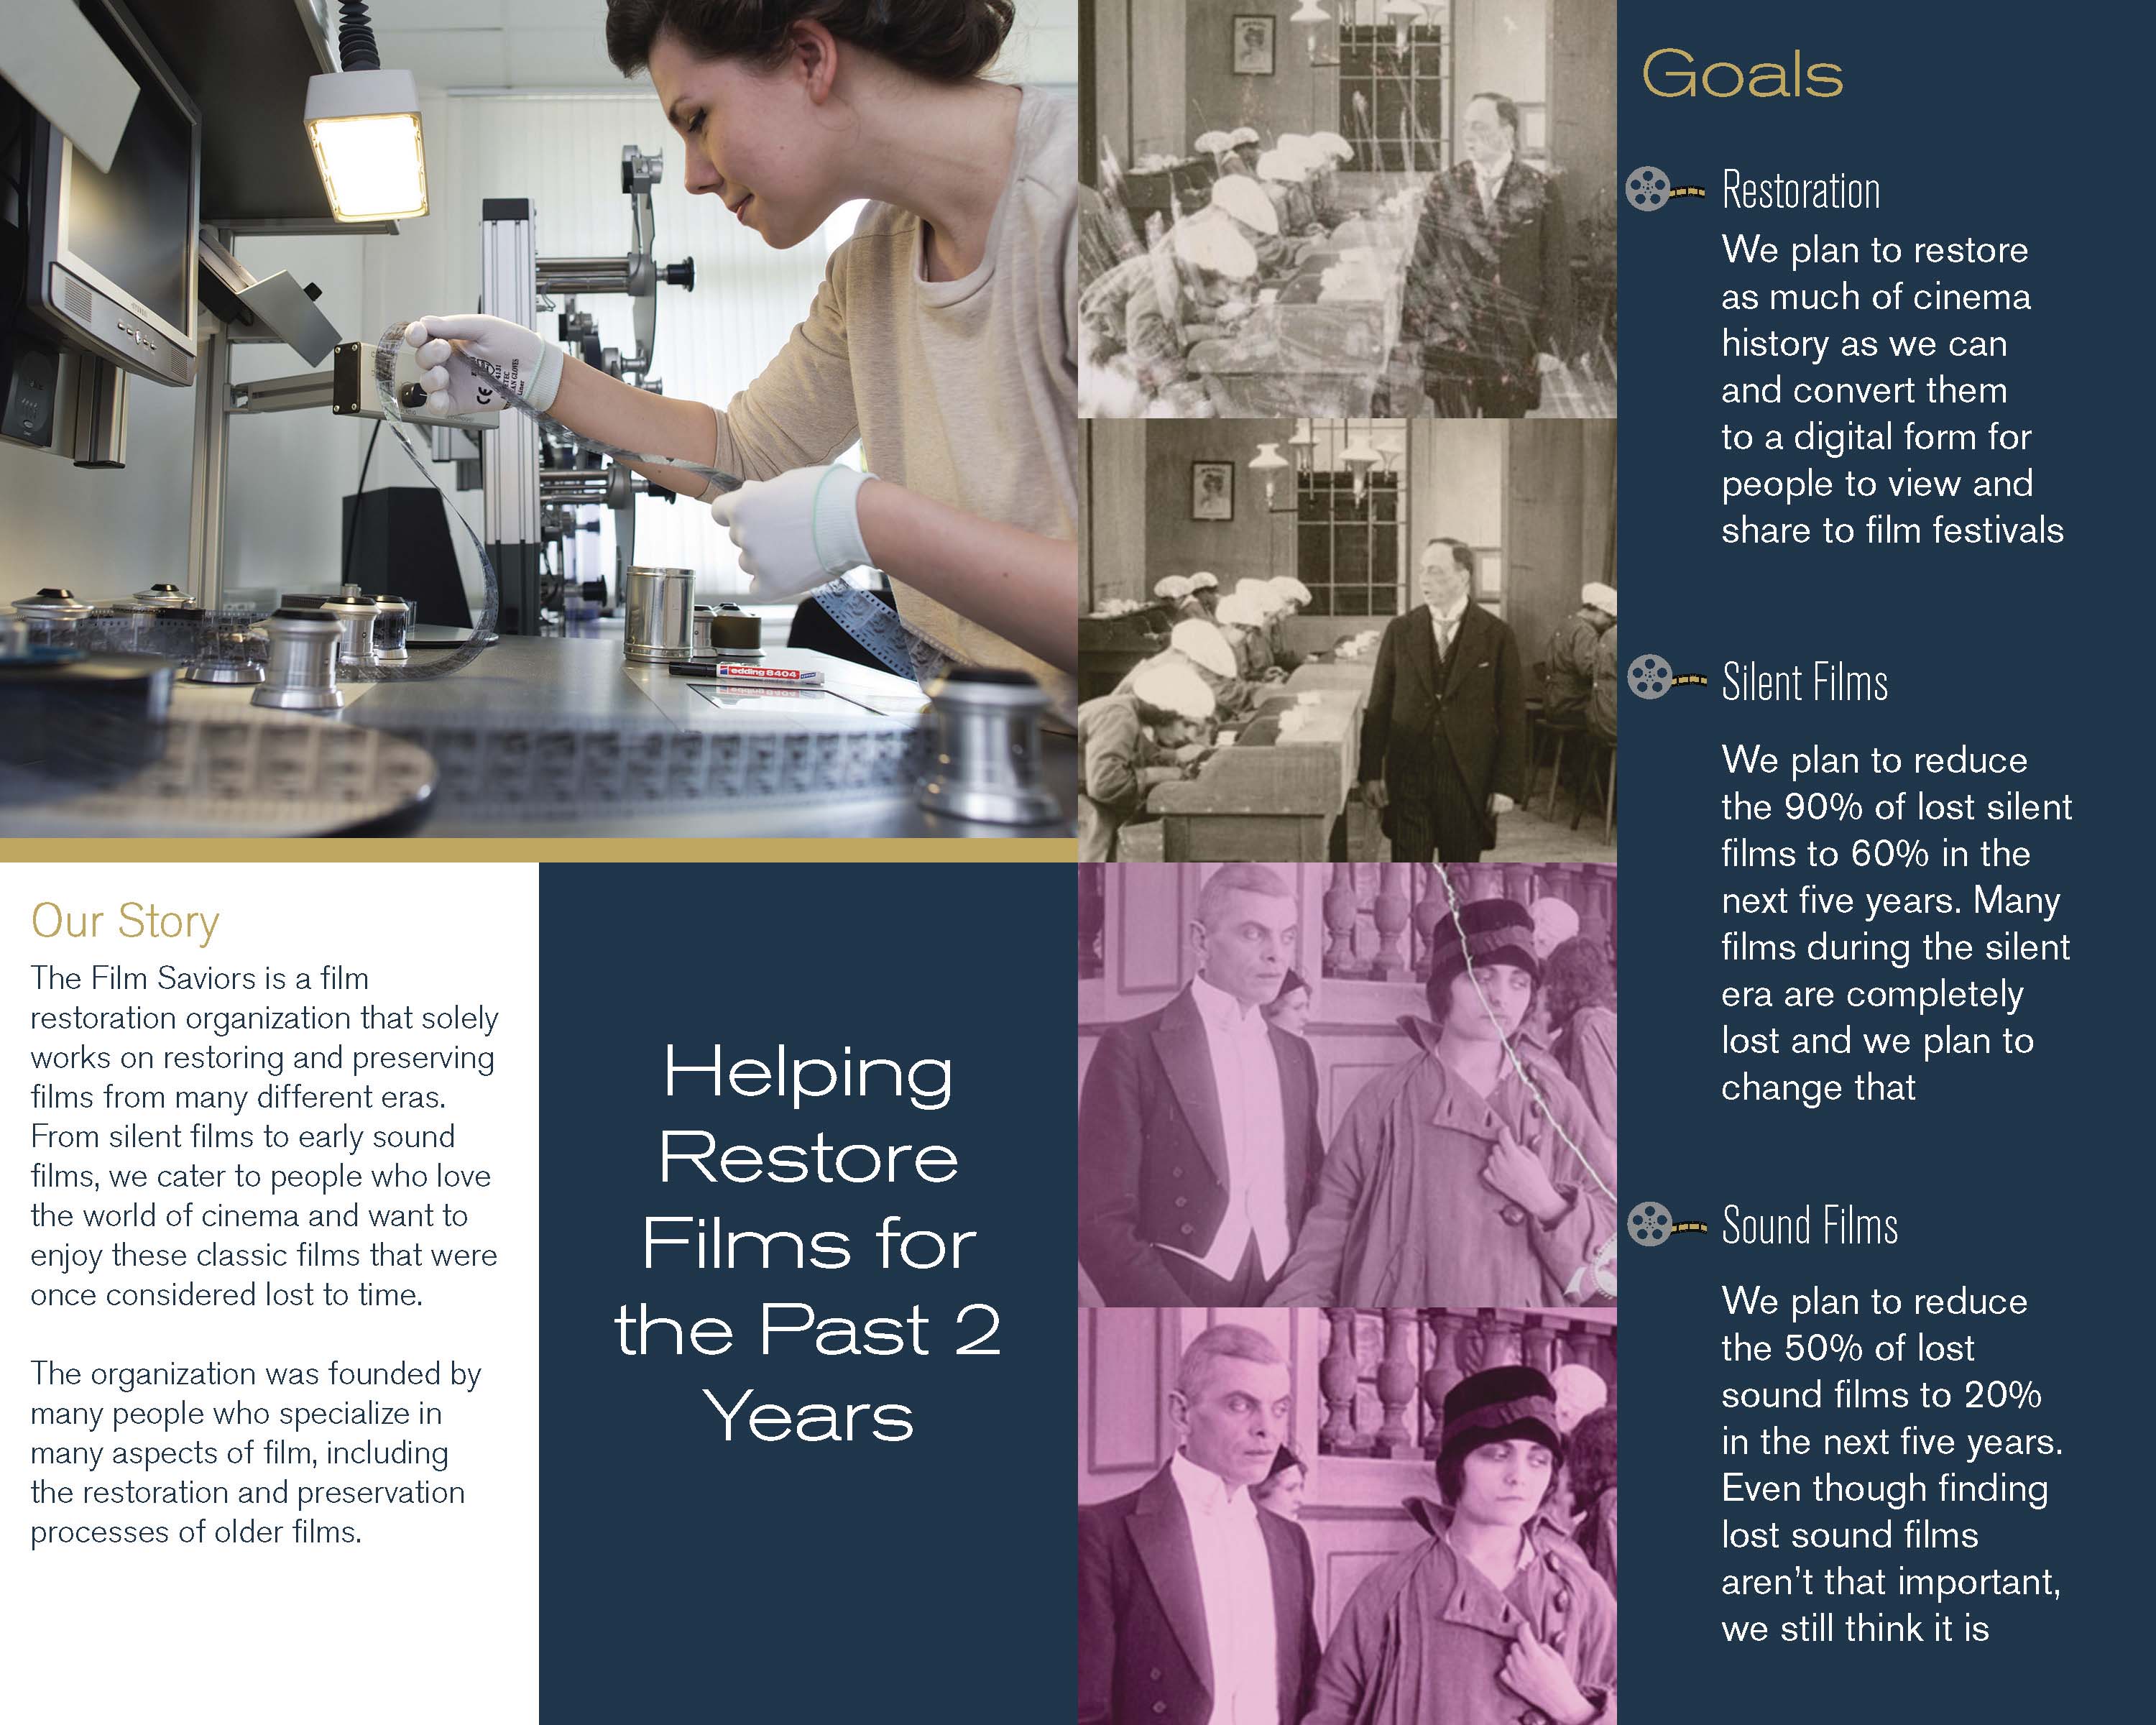 edding 8404
Our Story
The Film Saviors is a film
restoration organization that solely
works on restoring and preserving
films from many different eras.
From silent films to early sound
films, we cater to people who love
the world of cinema and want to
enjoy these classic films that were
once considered lost to time.
The organization was founded by
many people who specialize in
many aspects of film, including
the restoration and preservation
processes of older films.
Helping
Restore
Films for
the Past 2
Years
Goals
Restoration
We plan to restore
as much of cinema
history as we can
and convert them
to a digital form for
people to view and
share to film festivals
Silent Films
We plan to reduce
the 90% of lost silent
films to 60% in the
next five years. Many
films during the silent
era are completely
lost and we plan to
change that
Sound Films
We plan to reduce
the 50% of lost
sound films to 20%
in the next five years.
Even though finding
lost sound films
aren't that important,
we still think it is